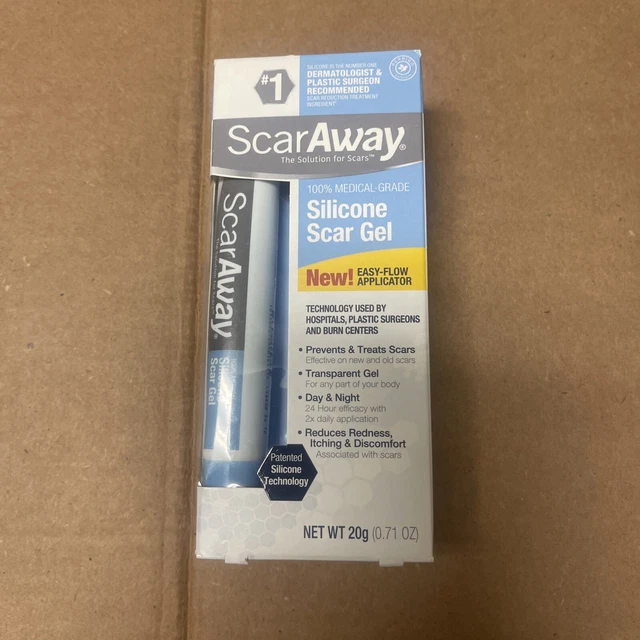 #1
SILICONE IS THE NUMBER ONE
DERMATOLOGIST &
PLASTIC SURGEON
RECOMMENDED
SCAR REDUCTION TREATMENT
INGREDIENT*
ScarAway®
The Solution for Scars™
100% MEDICAL-GRADE
Silicone
Scar Gel
New! EASY-FLOW
APPLICATOR
TECHNOLOGY USED BY
HOSPITALS, PLASTIC SURGEONS
AND BURN CENTERS
• Prevents & Treats Scars
Effective on new and old scars
• Transparent Gel
For any part of your body
• Day & Night
24 Hour efficacy with
2x daily application
• Reduces Redness,
Itching & Discomfort
Associated with scars
ScarAway®
Scar Gel
Patented
Silicone
Technology
NET WT 20g (0.71 OZ)